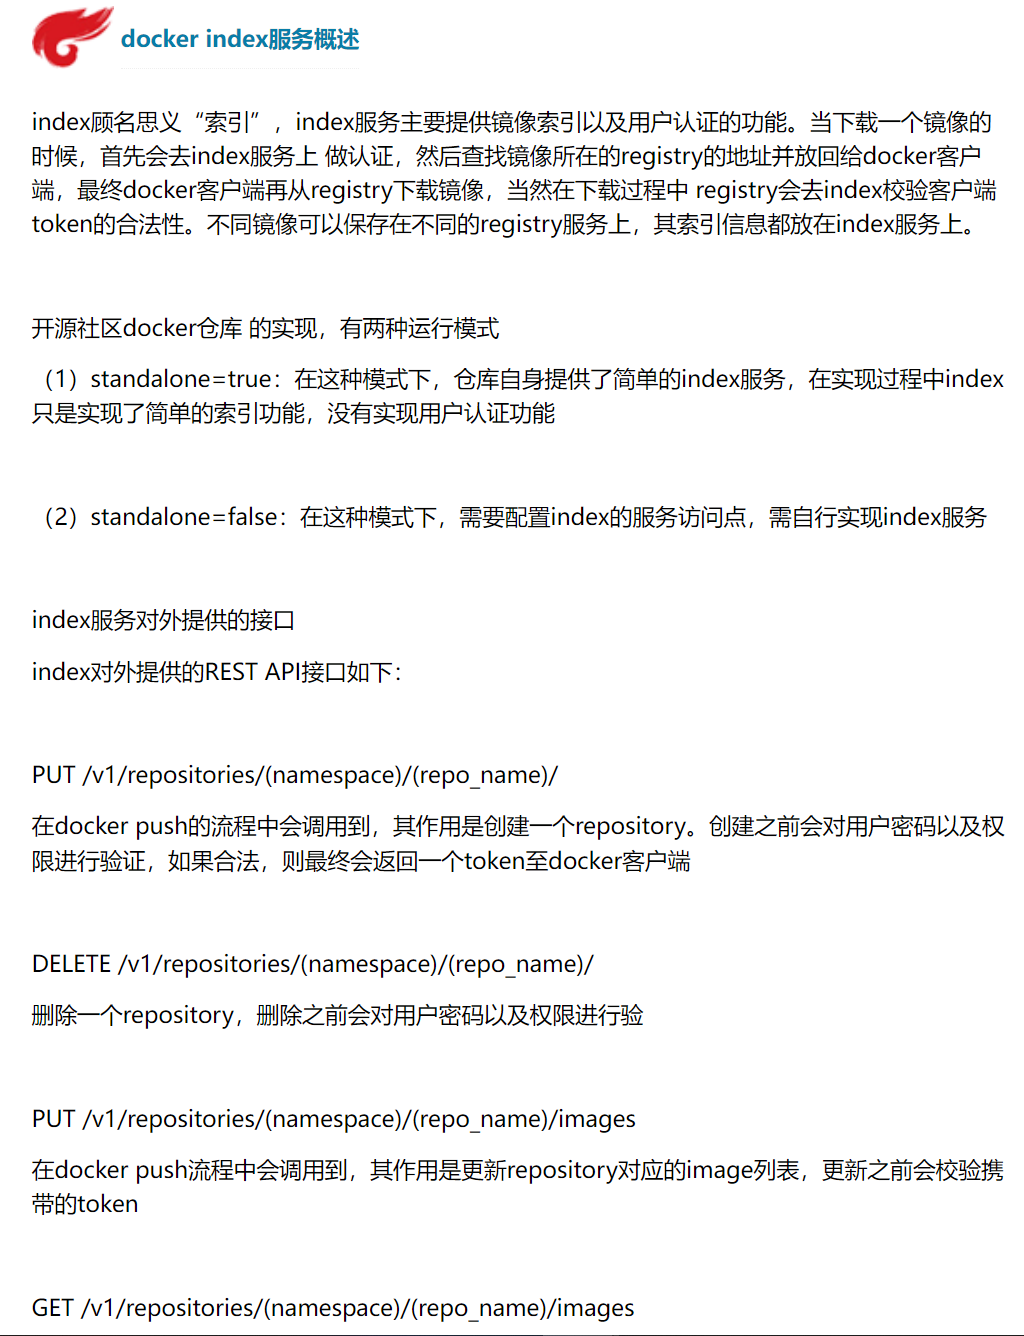 docker index服务概述
index顾名思义“索引”，index服务主要提供镜像索引以及用户认证的功能。当下载一个镜像的
时候，首先会去index服务上 做认证，然后查找镜像所在的registry的地址并放回给docker客户
端，最终docker客户端再从registry下载镜像，当然在下载过程中 registry会去index校验客户端
token的合法性。不同镜像可以保存在不同的registry服务上，其索引信息都放在index服务上。
开源社区docker仓库 的实现，有两种运行模式
（1）standalone=true：在这种模式下，仓库自身提供了简单的index服务，在实现过程中index
只是实现了简单的索引功能，没有实现用户认证功能
（2）standalone=false：在这种模式下，需要配置index的服务访问点，需自行实现index服务
index服务对外提供的接口
index对外提供的REST API接口如下：
PUT /v1/repositories/(namespace)/(repo_name)/
在docker push的流程中会调用到，其作用是创建一个repository。创建之前会对用户密码以及权
限进行验证，如果合法，则最终会返回一个token至docker客户端
DELETE /v1/repositories/(namespace)/(repo_name)/
删除一个repository，删除之前会对用户密码以及权限进行验
PUT /v1/repositories/(namespace)/(repo_name)/images
在docker push流程中会调用到，其作用是更新repository对应的image列表，更新之前会校验携
带的token
GET /v1/repositories/(namespace)/(repo_name)/images